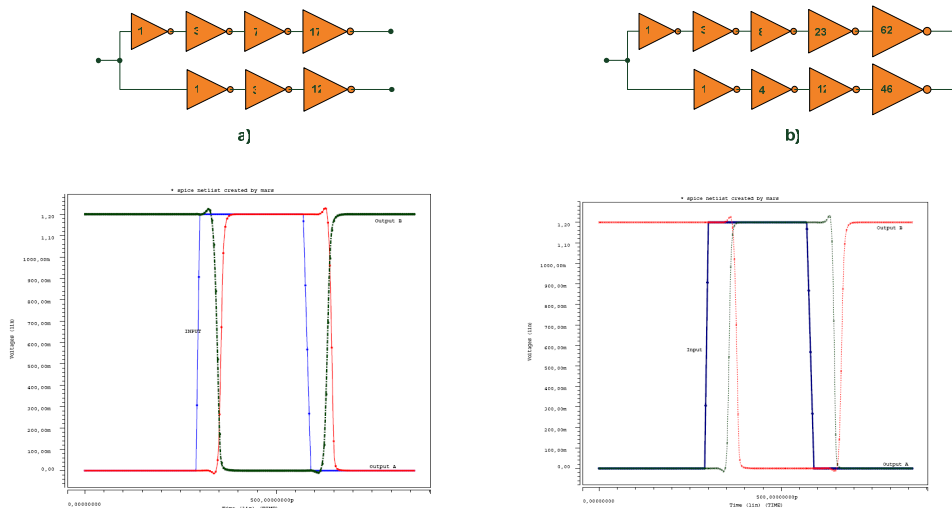 1 3 7 17
1 3 12
a)
1 3 8 23 62
1 4 12 46
b)
* spice netlist created by mars
1,20
1,10
1000,00m
900,00m
800,00m
700,00m
600,00m
500,00m
400,00m
300,00m
200,00m
100,00m
0,00
Voltages (lin)
INPUT
Output B
Output A
0,00000000
500,00000000p
Time (lin) (TIME)
* spice netlist created by mars
1,20
1,10
1000,00m
900,00m
800,00m
700,00m
600,00m
500,00m
400,00m
300,00m
200,00m
100,00m
0,00
Voltages (lin)
Input
Output B
Output A
0,00000000
500,00000000p
Time (lin) (TIME)